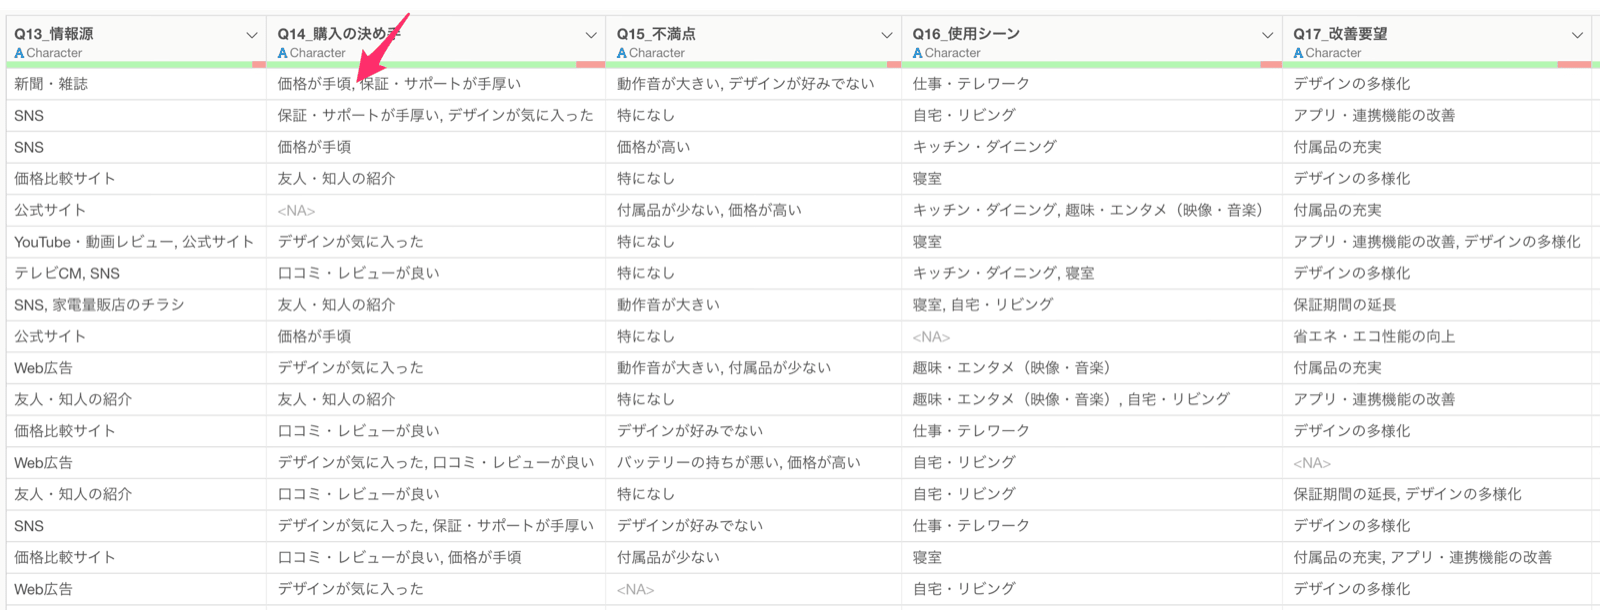 Q13_情報源 Q14_購入の決め手 Q15_不満点 Q16_使用シーン Q17_改善要望
A Character A Character A Character A Character A Character
新聞・雑誌 価格が手頃, 保証・サポートが手厚い 動作音が大きい, デザインが好みでない 仕事・テレワーク デザインの多様化
SNS 保証・サポートが手厚い, デザインが気に入った 特になし 自宅・リビング アプリ・連携機能の改善
SNS 価格が手頃 価格が高い キッチン・ダイニング 付属品の充実
価格比較サイト 友人・知人の紹介 特になし 寝室 デザインの多様化
公式サイト <NA> 付属品が少ない, 価格が高い キッチン・ダイニング, 趣味・エンタメ（映像・音楽） 付属品の充実
YouTube・動画レビュー, 公式サイト デザインが気に入った 特になし 寝室 アプリ・連携機能の改善, デザインの多様化
テレビCM, SNS 口コミ・レビューが良い 特になし キッチン・ダイニング, 寝室 デザインの多様化
SNS, 家電量販店のチラシ 友人・知人の紹介 動作音が大きい 寝室, 自宅・リビング 保証期間の延長
公式サイト 価格が手頃 特になし <NA> 省エネ・エコ性能の向上
Web広告 デザインが気に入った 動作音が大きい, 付属品が少ない 趣味・エンタメ（映像・音楽） 付属品の充実
友人・知人の紹介 友人・知人の紹介 特になし 趣味・エンタメ（映像・音楽）, 自宅・リビング アプリ・連携機能の改善
価格比較サイト 口コミ・レビューが良い デザインが好みでない 仕事・テレワーク デザインの多様化
Web広告 デザインが気に入った, 口コミ・レビューが良い バッテリーの持ちが悪い, 価格が高い 自宅・リビング <NA>
友人・知人の紹介 口コミ・レビューが良い 特になし 自宅・リビング 保証期間の延長, デザインの多様化
SNS デザインが気に入った, 保証・サポートが手厚い デザインが好みでない 仕事・テレワーク デザインの多様化
価格比較サイト 口コミ・レビューが良い, 価格が手頃 付属品が少ない 寝室 付属品の充実, アプリ・連携機能の改善
Web広告 デザインが気に入った <NA> 自宅・リビング デザインの多様化